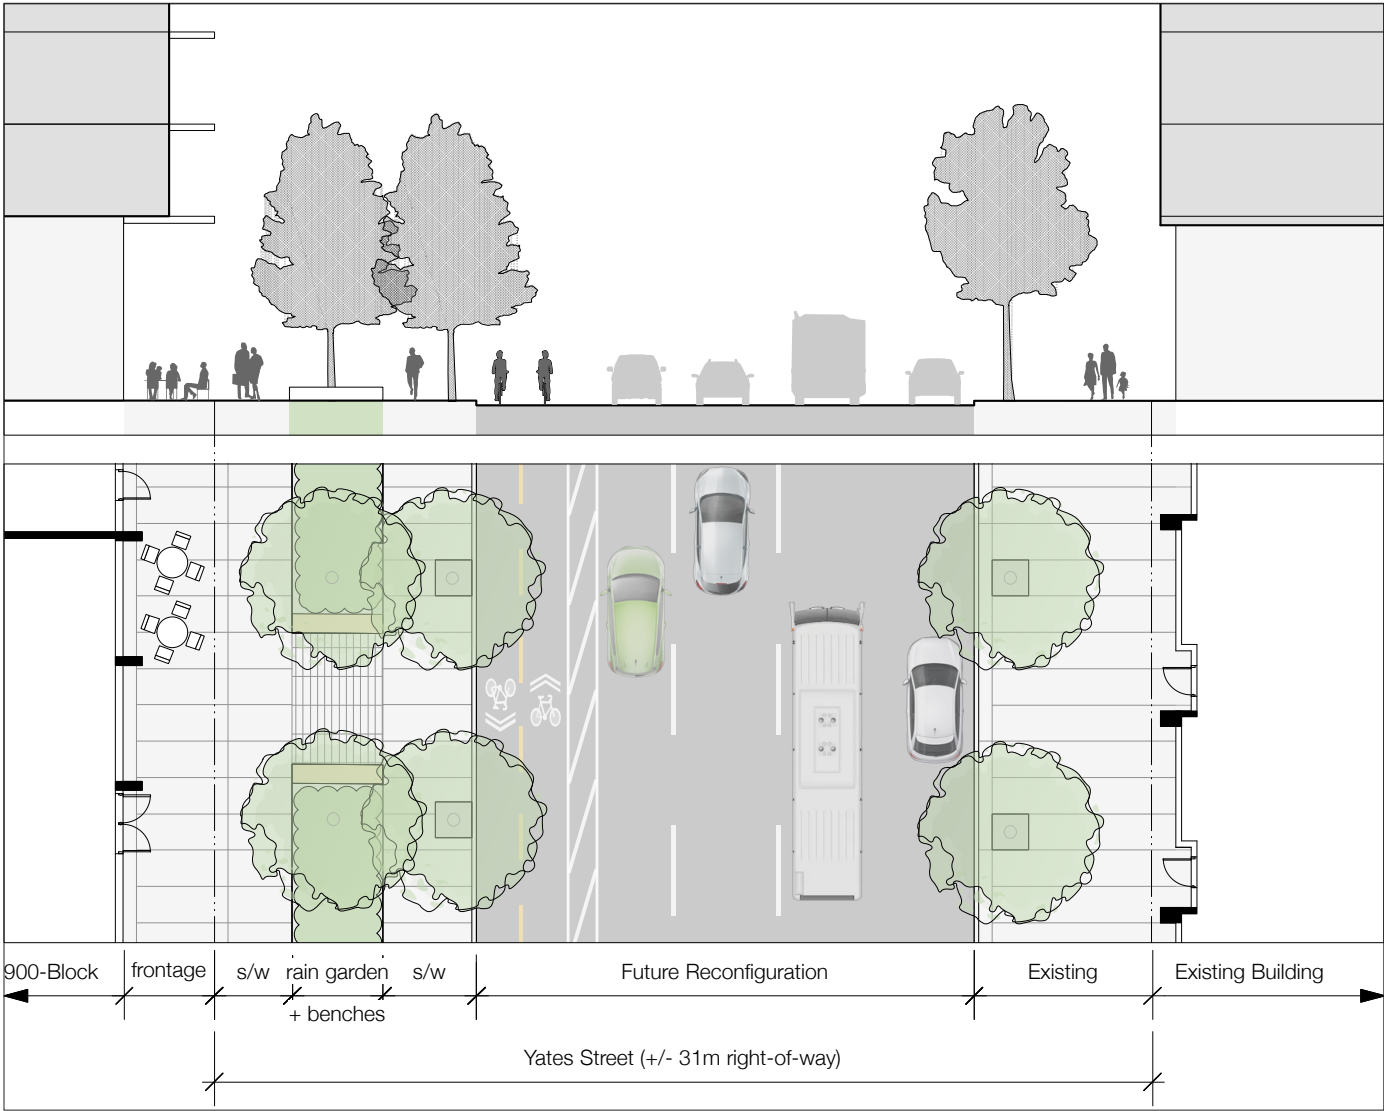 900-Block
frontage
s/w
rain garden
+ benches
s/w
Future Reconfiguration
Existing
Existing Building
Yates Street (+/- 31m right-of-way)